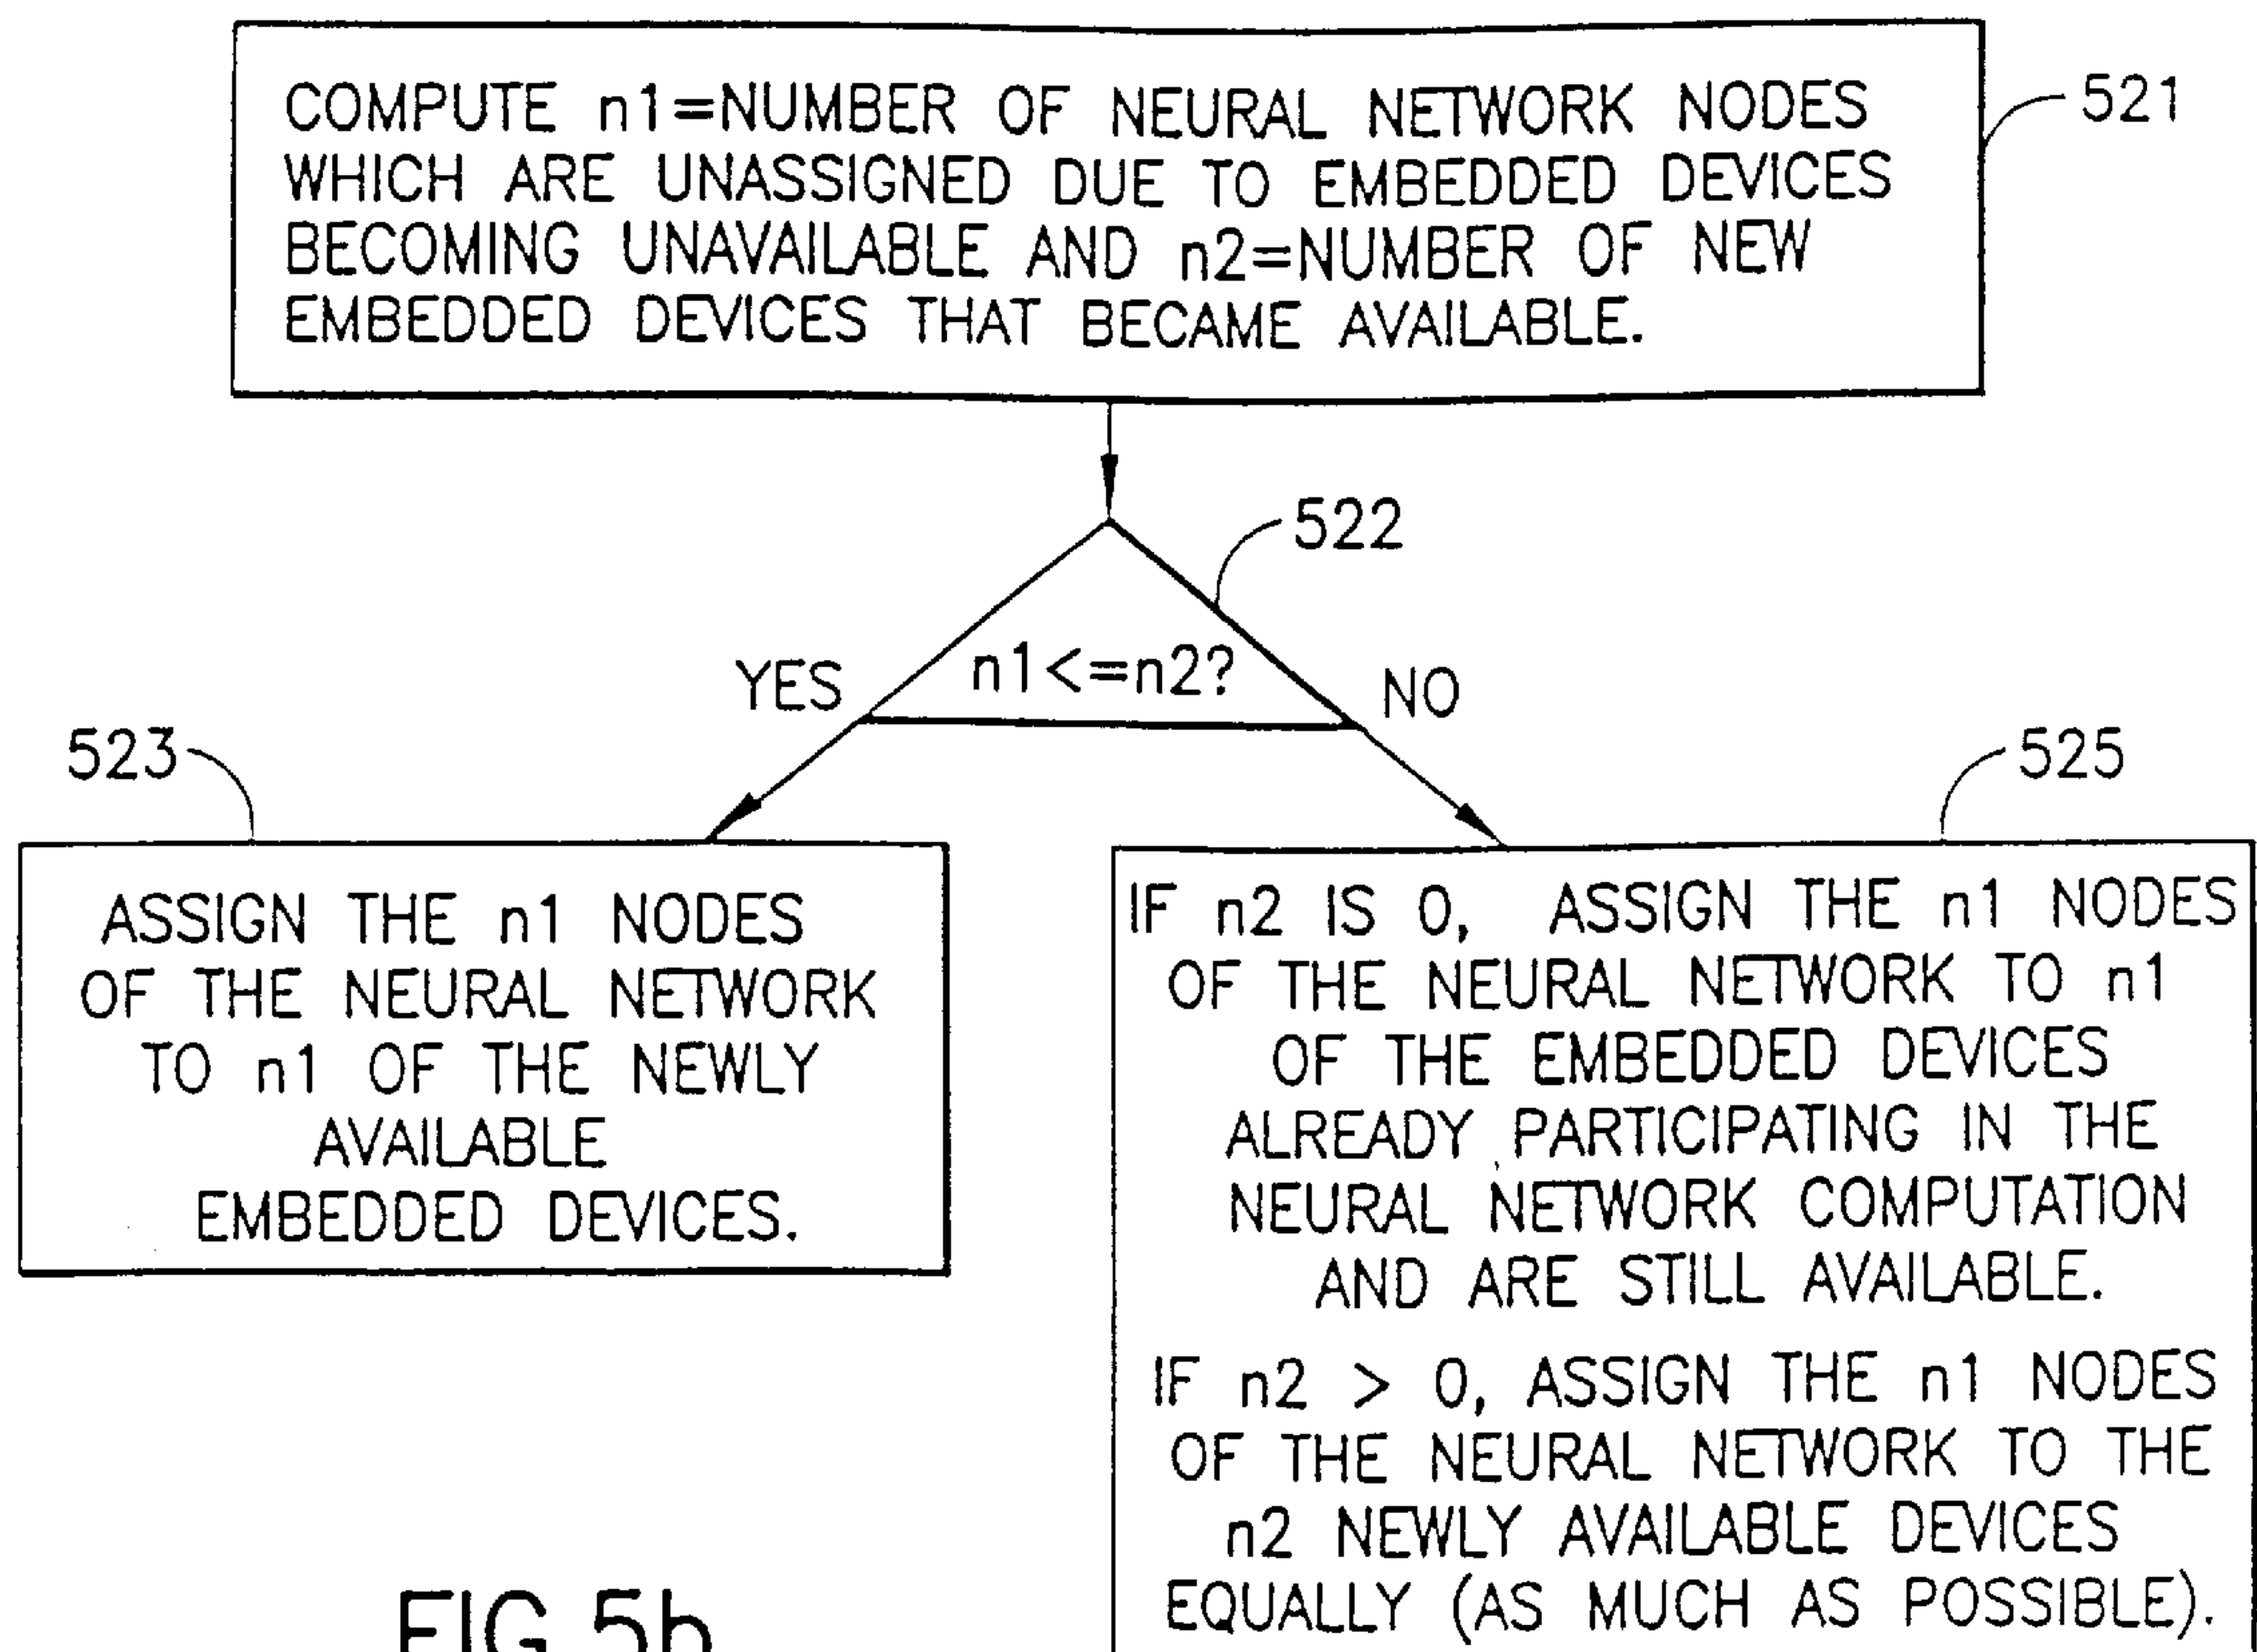 COMPUTE n1=NUMBER OF NEURAL NETWORK NODES
WHICH ARE UNASSIGNED DUE TO EMBEDDED DEVICES
BECOMING UNAVAILABLE AND n2=NUMBER OF NEW
EMBEDDED DEVICES THAT BECAME AVAILABLE.
521
522
n1<=n2?
YES
NO
523
ASSIGN THE n1 NODES
OF THE NEURAL NETWORK
TO n1 OF THE NEWLY
AVAILABLE
EMBEDDED DEVICES.
525
IF n2 IS 0, ASSIGN THE n1 NODES
OF THE NEURAL NETWORK TO n1
OF THE EMBEDDED DEVICES
ALREADY PARTICIPATING IN THE
NEURAL NETWORK COMPUTATION
AND ARE STILL AVAILABLE.
IF n2 > 0, ASSIGN THE n1 NODES
OF THE NEURAL NETWORK TO THE
n2 NEWLY AVAILABLE DEVICES
EQUALLY (AS MUCH AS POSSIBLE).
FIG.5b